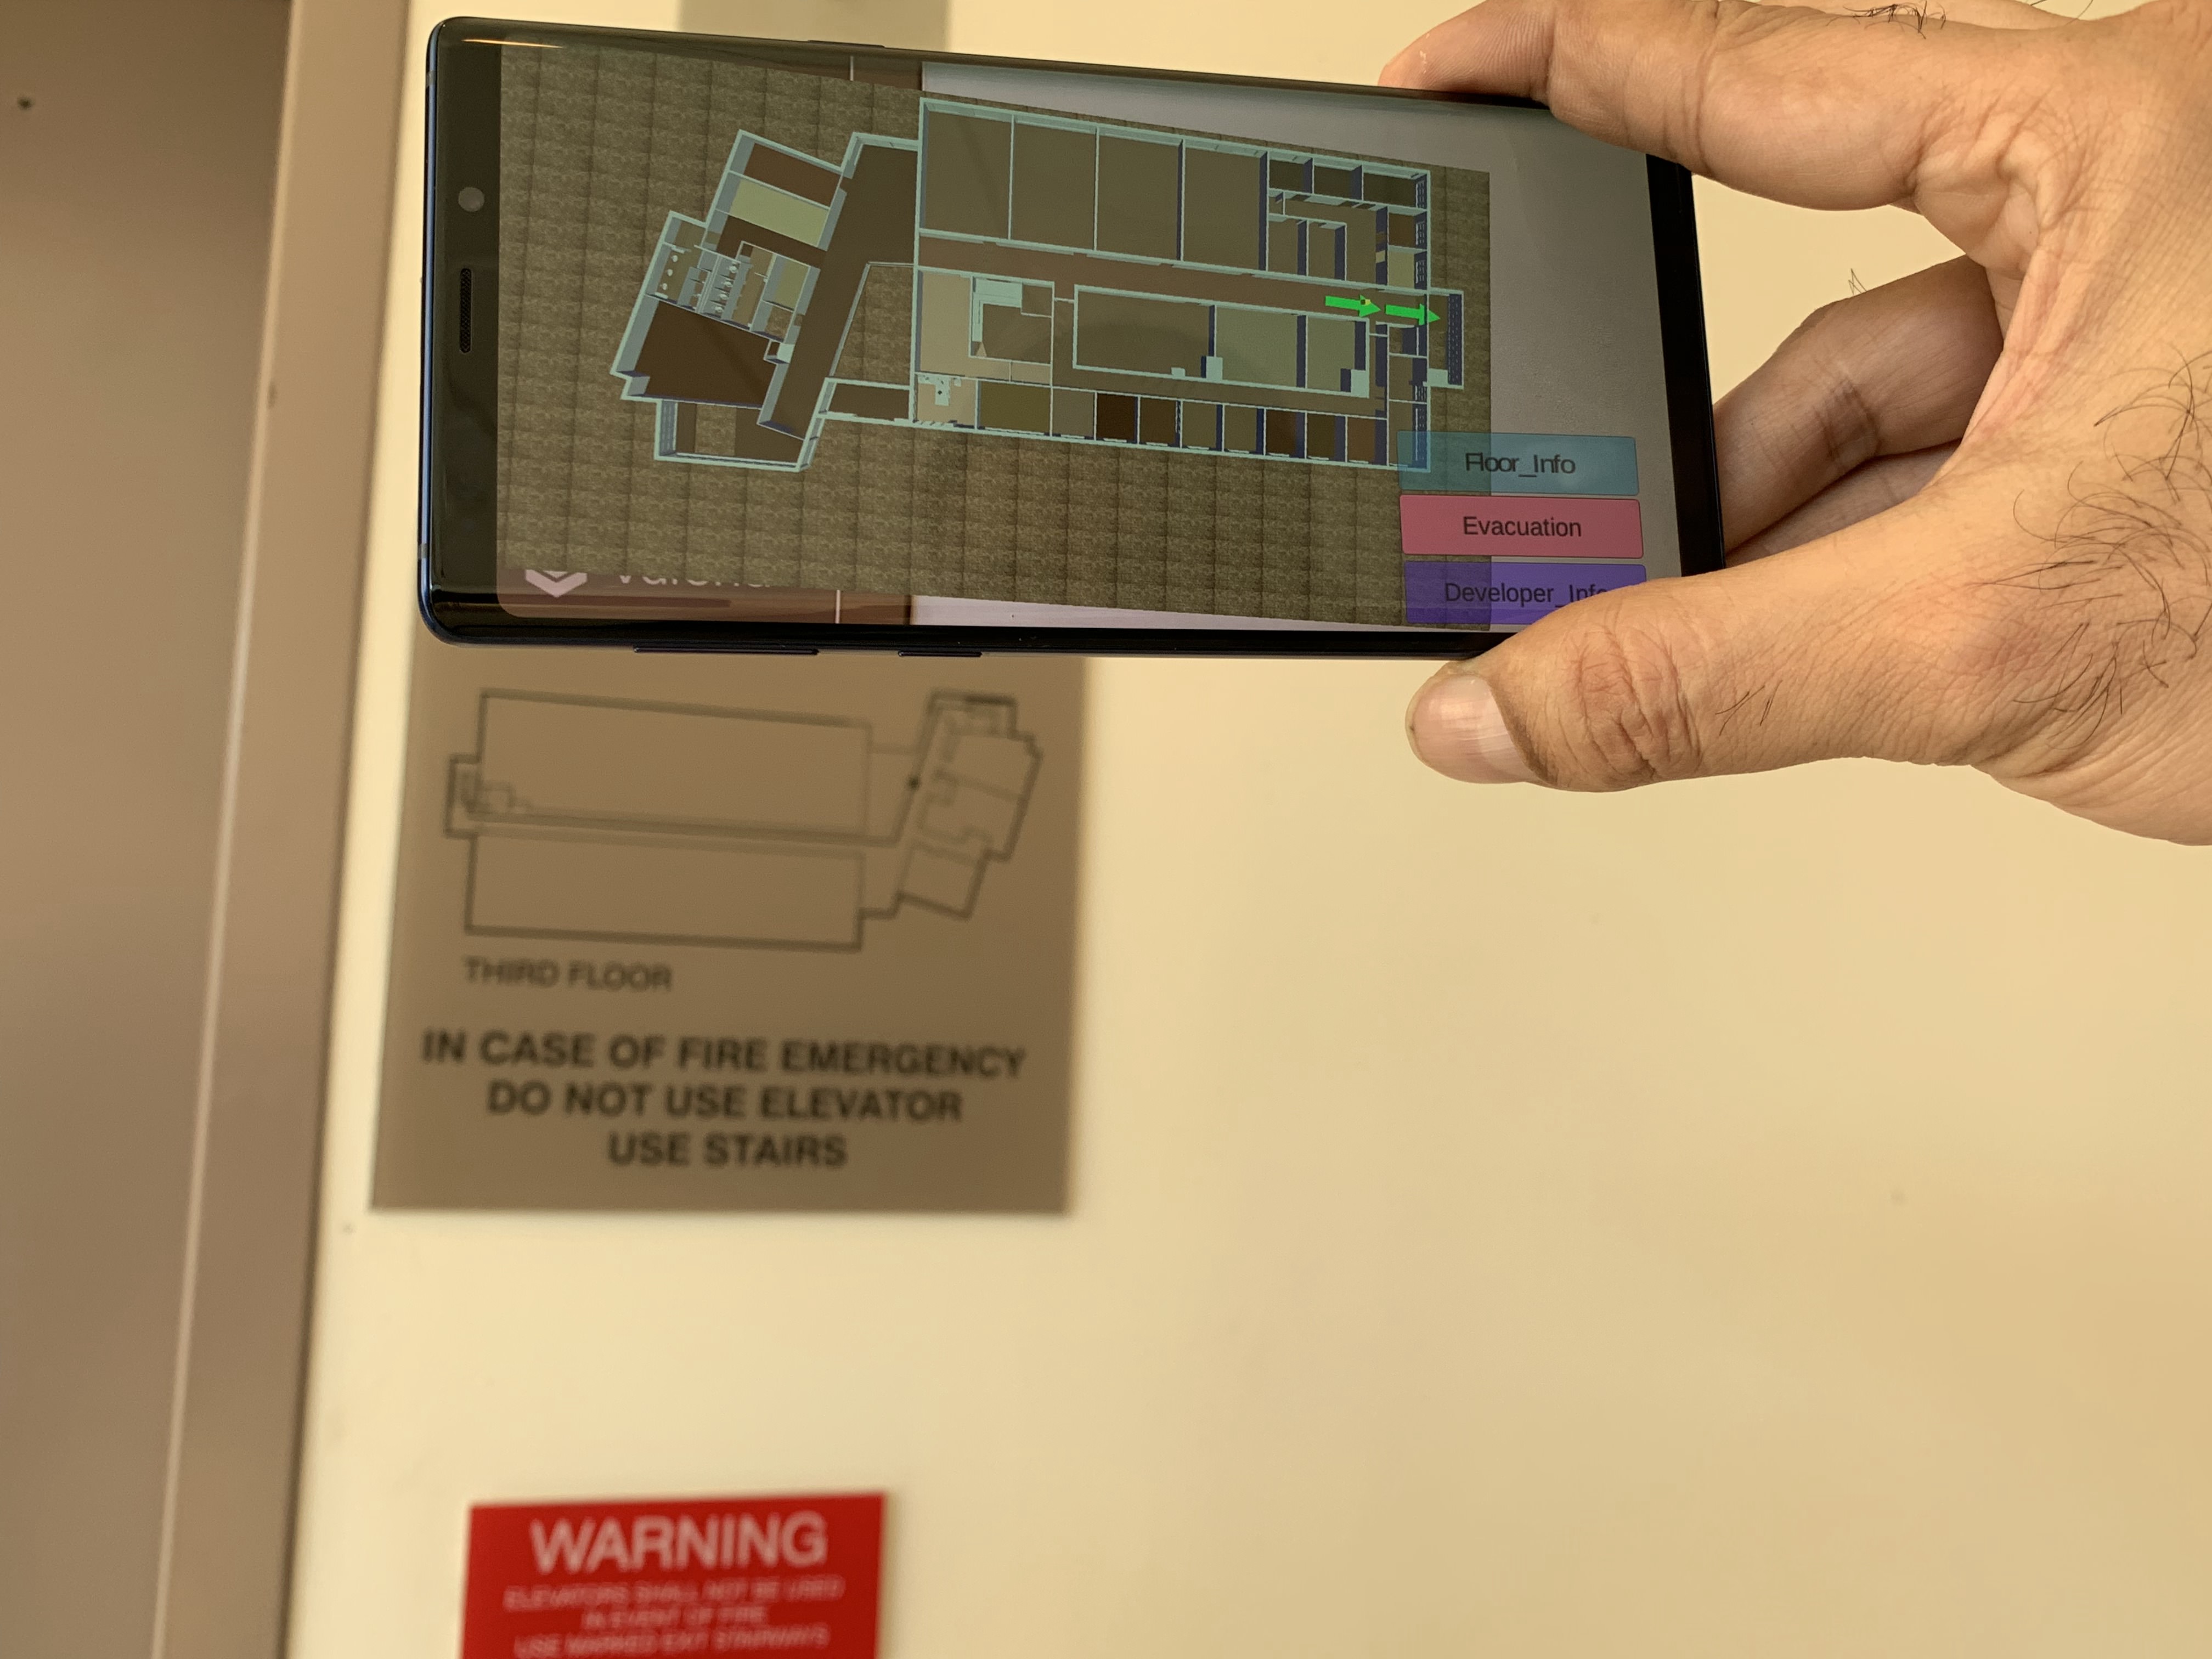 Floor_Info
Evacuation
Developer_Info
THIRD FLOOR
IN CASE OF FIRE EMERGENCY
DO NOT USE ELEVATOR
USE STAIRS
WARNING
ELEVATORS SHALL NOT BE USED
IN EVENT OF FIRE
USE MARKED EXIT STAIRWAYS